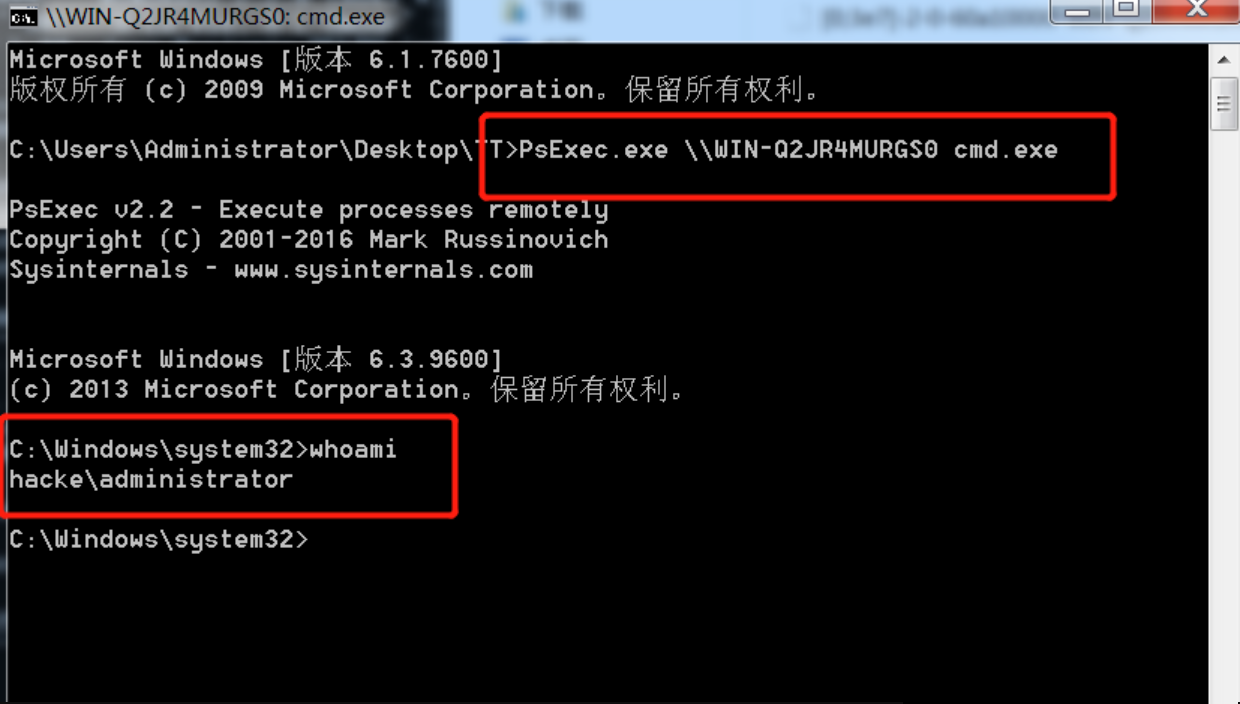 \\WIN-Q2JR4MURGS0: cmd.exe
Microsoft Windows [版本 6.1.7600]
版权所有 (c) 2009 Microsoft Corporation。保留所有权利。
C:\Users\Administrator\Desktop\TT>PsExec.exe \\WIN-Q2JR4MURGS0 cmd.exe
PsExec v2.2 - Execute processes remotely
Copyright (C) 2001-2016 Mark Russinovich
Sysinternals - www.sysinternals.com
Microsoft Windows [版本 6.3.9600]
(c) 2013 Microsoft Corporation。保留所有权利。
C:\Windows\system32>whoami
hacke\administrator
C:\Windows\system32>